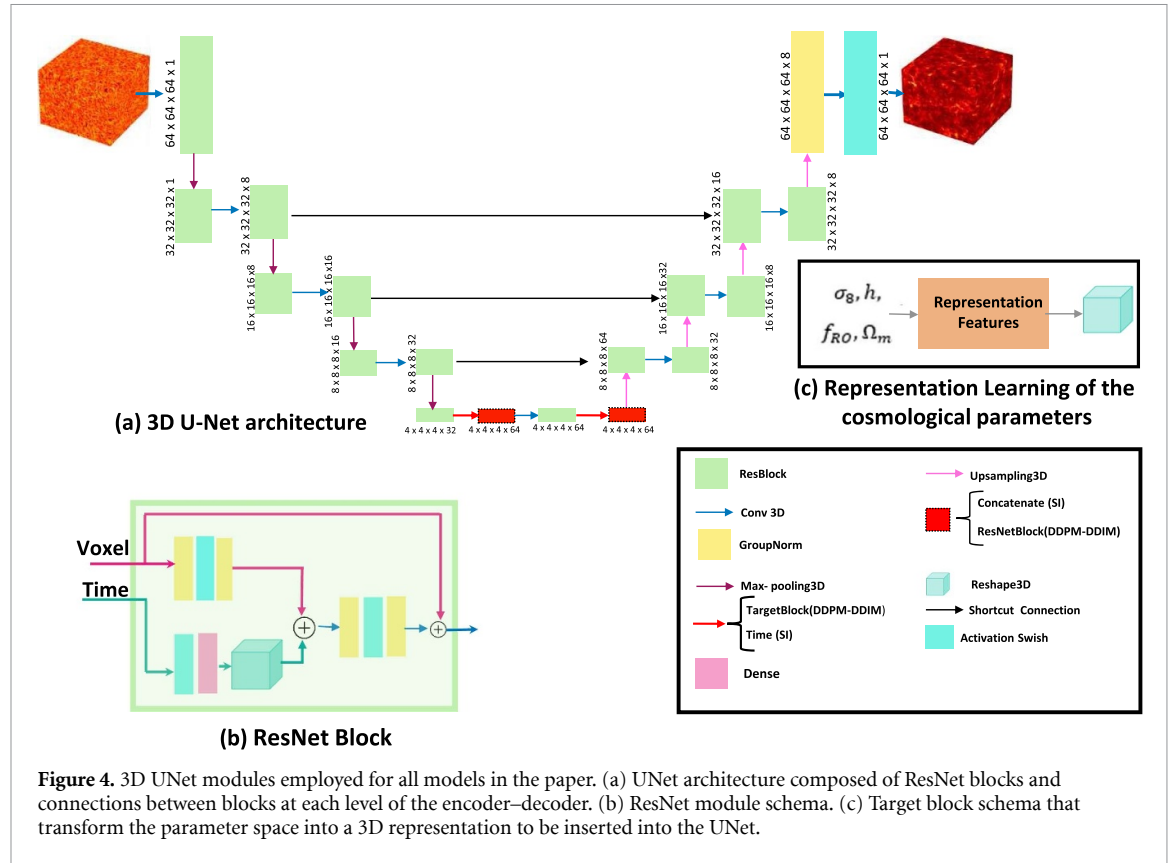 64 x 64 x 64 x 1
32 x 32 x 32 x 1
32 x 32 x 32 x 8
16 x 16 x 16 x8
16 x 16 x 16 x16
8 x 8 x 8 x 16
8 x 8 x 8 x 32
4 x 4 x 4 x 32
4 x 4 x 4 x 64
4 x 4 x 4 x 64
4 x 4 x 4 x 64
8 x 8 x 8 x 64
8 x 8 x 8 x 32
16 x 16 x 16 x32
16 x 16 x 16 x8
32 x 32 x 32 x 16
32 x 32 x 32 x 8
64 x 64 x 64 x 8
64 x 64 x 64 x 1
(a) 3D U-Net architecture
σ8, h,
fRO, Ωm
Representation
Features
(c) Representation Learning of the
cosmological parameters
Voxel
Time
(b) ResNet Block
ResBlock
Conv 3D
GroupNorm
Max- pooling3D
TargetBlock(DDPM-DDIM)
Time (SI)
Dense
Upsampling3D
Concatenate (SI)
ResNetBlock(DDPM-DDIM)
Reshape3D
Shortcut Connection
Activation Swish
Figure 4. 3D UNet modules employed for all models in the paper. (a) UNet architecture composed of ResNet blocks and
connections between blocks at each level of the encoder–decoder. (b) ResNet module schema. (c) Target block schema that
transform the parameter space into a 3D representation to be inserted into the UNet.